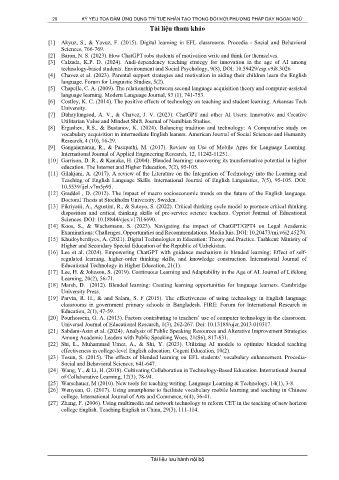 28 KỶ YẾU TỌA ĐÀM ỨNG DỤNG TRÍ TUỆ NHÂN TẠO TRONG ĐỔI MỚI PHƯƠNG PHÁP DẠY NGOẠI NGỮ
Tài liệu tham khảo
[1] Akyuz, S., & Yavuz, F. (2015). Digital learning in EFL classrooms. Procedia - Social and Behavioral
Sciences, 766-769.
[2] Baron, N. S. (2023). How ChatGPT robs students of motivation to write and think for themselves.
[3] Calzada, K.P. D. (2024). Anti-dependency teaching strategy for innovation in the age of AI among
technology-based students. Environment and Social Psychology, 9(8), DOI: 10.59429/esp.v9i8.3026
[4] Chavez et al. (2023). Parental support strategies and motivation in aiding their children learn the English
language. Forum for Linguistic Studies, 5(2).
[5] Chapelle, C. A. (2009). The relationship between second language acquisition theory and computer-assisted
language learning. Modern Language Journal, 93 (1), 741-753.
[6] Costley, K. C. (2014). The positive effects of technology on teaching and student learning. Arkansas Tech
University.
[7] Dahrylmgend, A. V., & Chavez, J. V. (2023). ChatGPT and other AI Users: Innovative and Creative
Utilitarian Value and Mindset Shift. Journal of Namibian Studies.
[8] Ergashev, R.S., & Bustanov, K. (2024). Balancing tradition and technology: A Comparative study on
vocabulary acquisition in intermediate English learners. American Journal of Social Sciences and Humanity
Research, 4 (10), 16-29.
[9] Gangaiamaran, R., & Pasupathi, M. (2017). Review on Use of Mobile Apps for Language Learning.
International Journal of Applied Engineering Research, 12, 11242-11251.
[10] Garrison, D. R., & Kanuka, H. (2004). Blended learning: uncovering its transformative potential in higher
education. The Internet and Higher Education, 7(2), 95-105.
[11] Gilakjani, A. (2017). A review of the Literature on the Integration of Technology into the Learning and
Teaching of English Language Skills. International Journal of English Linguistics, 7(5), 95-105. DOI:
10.5539/ijel.v7n5p95.
[12] Graddol, D. (2012). The impact of macro socioeconomic trends on the future of the English language.
Doctoral Thesis at Stockholm University, Sweden.
[13] Fikriyati, A., Agustini, R., & Sutoyo, S. (2022). Critical thinking cycle model to promote critical thinking
disposition and critical thinking skills of pre-service science teachers. Cypriot Journal of Educational
Sciences. DOI: 10.18844/cjes.v17i1.6690.
[14] Koos, S., & Wachsmann, S. (2023). Navigating the impact of ChatGPT/GPT4 on Legal Academic
Examinations: Challenges, Opportunities and Recommendations. Media Iuris. DOI: 10.20473/mi.v6i2.45270.
[15] Khudoyberdiyev, A. (2021). Digital Technologies in Education: Theory and Practice. Tashkent: Ministry of
Higher and Secondary Special Education of the Republic of Uzbekistan.
[16] Lee et al. (2024). Empowering ChatGPT with guidance mechanism in blended learning: Effect of self-
regulated learning, higher-order thinking skills, and knowledge construction. International Journal of
Educational Technology in Higher Education, 21(1).
[17] Lee, H. & Johnson, S. (2019). Continuous Learning and Adaptability in the Age of AI. Journal of Lifelong
Learning, 26(2), 56-71.
[18] Marsh, D. (2012). Blended learning: Creating learning opportunities for language learners. Cambridge
University Press.
[19] Parvin, R. H., & and Salam, S. F (2015). The effectiveness of using technology in English language
classrooms in government primary schools in Bangladesh. FIRE: Forum for International Research in
Education, 2(1), 47-59.
[20] Pourhosein, G. A. (2013). Factors contributing to teachers' use of computer technology in the classroom.
Universal Journal of Educational Research, 1(3), 262-267. Doi: 10.13189/ujer.2013.010317.
[21] Sahdani-Asiri et al. (2024). Analysis of Public Speaking Resources and Alternative Improvement Strategies
Among Academic Leaders with Public Speaking Woes, 21(S6), 817-831.
[22] Shi, L., Muhammad Umer, A., & Shi, Y. (2023). Utilizing AI models to optimize blended teaching
effectiveness in college-level English education. Cogent Education, 10(2).
[23] Tosun, S. (2015). The effects of blended learning on EFL students' vocabulary enhancement. Procedia-
Social and Behavioral Sciences, 641-647.
[24] Wang, Y., & Li, H. (2018). Cultivating Collaboration in Technology-Based Education. International Journal
of Collaborative Learning, 12(3), 78-94.
[25] Warschauer, M (2010). New tools for teaching writing. Language Learning & Technology, 14(1), 3-8.
[26] Wenyuan, G. (2017). Using smartphone to facilitate vocabulary mobile learning and teaching in Chinese
college. International Journal of Arts and Commerce, 6(4), 36-41.
[27] Zhang, F. (2006). Using multimedia and network technology to reform CET in the teaching of new horizon
college English. Teaching English in China, 29(3), 111-114.
Tài liệu lưu hành nội bộ